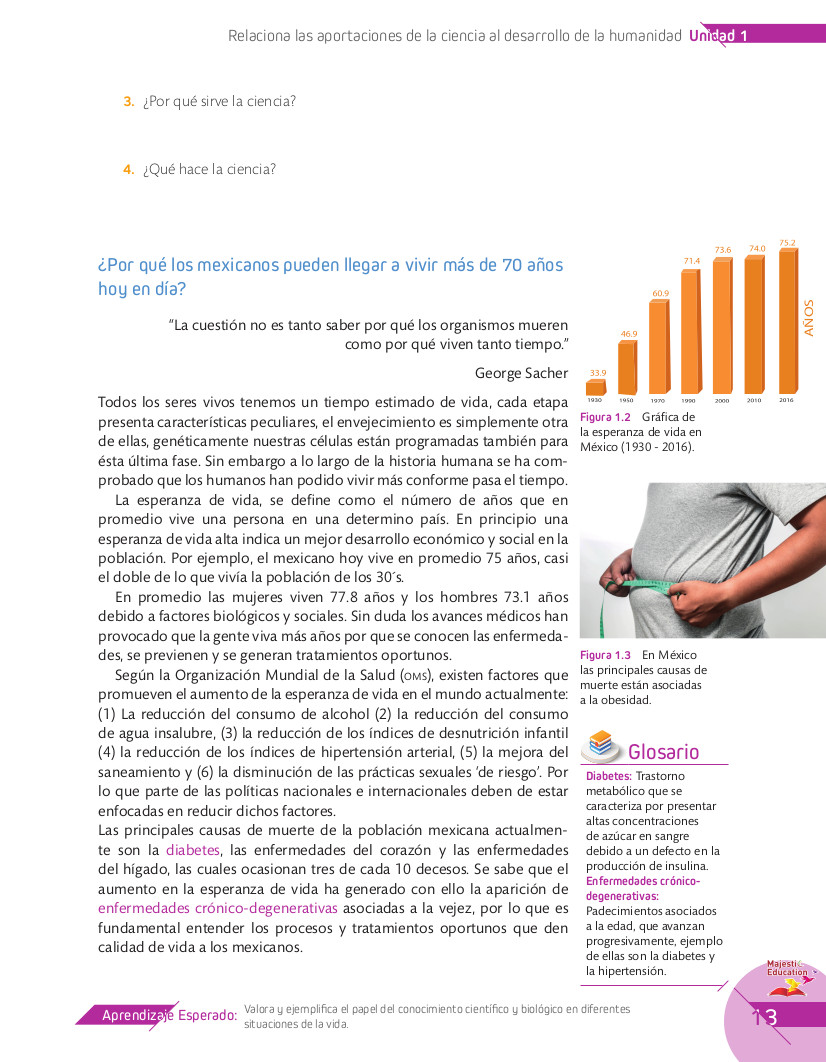 Relaciona las aportaciones de la ciencia al desarrollo de la humanidad Unidad 1
3. ¿Por qué sirve la ciencia?
4. ¿Qué hace la ciencia?
¿Por qué los mexicanos pueden llegar a vivir más de 70 años
hoy en día?
“La cuestión no es tanto saber por qué los organismos mueren
como por qué viven tanto tiempo.”
George Sacher
Todos los seres vivos tenemos un tiempo estimado de vida, cada etapa
presenta características peculiares, el envejecimiento es simplemente otra
de ellas, genéticamente nuestras células están programadas también para
ésta última fase. Sin embargo a lo largo de la historia humana se ha com-
probado que los humanos han podido vivir más conforme pasa el tiempo.
La esperanza de vida, se define como el número de años que en
promedio vive una persona en una determino país. En principio una
esperanza de vida alta indica un mejor desarrollo económico y social en la
población. Por ejemplo, el mexicano hoy vive en promedio 75 años, casi
el doble de lo que vivía la población de los 30´s.
En promedio las mujeres viven 77.8 años y los hombres 73.1 años
debido a factores biológicos y sociales. Sin duda los avances médicos han
provocado que la gente viva más años por que se conocen las enfermeda-
des, se previenen y se generan tratamientos oportunos.
Según la Organización Mundial de la Salud (OMS), existen factores que
promueven el aumento de la esperanza de vida en el mundo actualmente:
(1) La reducción del consumo de alcohol (2) la reducción del consumo
de agua insalubre, (3) la reducción de los índices de desnutrición infantil
(4) la reducción de los índices de hipertensión arterial, (5) la mejora del
saneamiento y (6) la disminución de las prácticas sexuales ‘de riesgo’. Por
lo que parte de las políticas nacionales e internacionales deben de estar
enfocadas en reducir dichos factores.
Las principales causas de muerte de la población mexicana actualmen-
te son la diabetes, las enfermedades del corazón y las enfermedades
del hígado, las cuales ocasionan tres de cada 10 decesos. Se sabe que el
aumento en la esperanza de vida ha generado con ello la aparición de
enfermedades crónico-degenerativas asociadas a la vejez, por lo que es
fundamental entender los procesos y tratamientos oportunos que den
calidad de vida a los mexicanos.
33.9 46.9 60.9 71.4 73.6 74.0 75.2
AÑOS
1930 1950 1970 1990 2000 2010 2016
Figura 1.2 Gráfica de
la esperanza de vida en
México (1930 - 2016).
Figura 1.3 En México
las principales causas de
muerte están asociadas
a la obesidad.
Glosario
Diabetes: Trastorno
metabólico que se
caracteriza por presentar
altas concentraciones
de azúcar en sangre
debido a un defecto en la
producción de insulina.
Enfermedades crónico-
degenerativas:
Padecimientos asociados
a la edad, que avanzan
progresivamente, ejemplo
de ellas son la diabetes y
la hipertensión.
Majestic
Education
Aprendizaje Esperado: Valora y ejemplifica el papel del conocimiento científico y biológico en diferentes
situaciones de la vida.
13